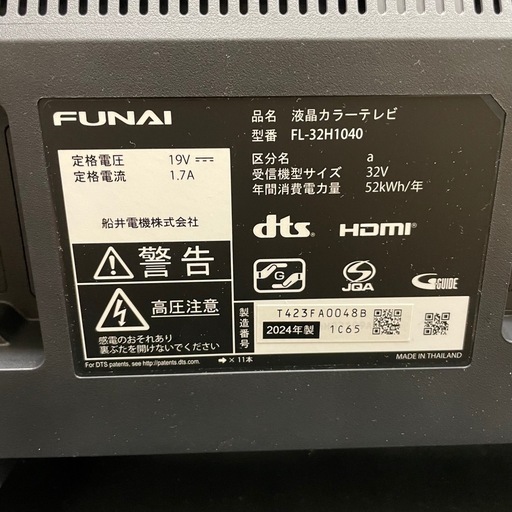 FUNAI
定格電圧 19V
定格電流 1.7A
船井電機株式会社
警告
高圧注意
感電のおそれあり
裏ぶたを開けないでください
For DTS patents, see http://patents.dts.com.
→ × 11本
品名 液晶カラーテレビ
型番 FL-32H1040
区分名 a
受信機型サイズ 32V
年間消費電力量 52kWh/年
dts HDMI
G S JQA G GUIDE
製造番号
T423FA0048B
2024年製 1C65
MADE IN THAILAND